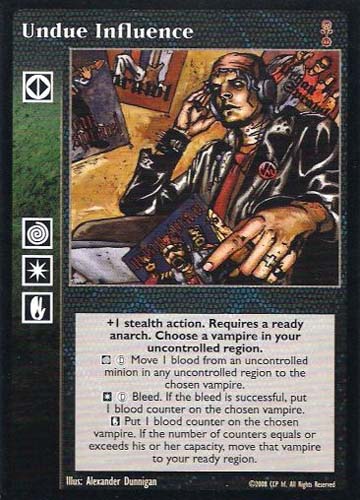 Undue Influence
+1 stealth action. Requires a ready
anarch. Choose a vampire in your
uncontrolled region.
Move 1 blood from an uncontrolled
minion in any uncontrolled region to the
chosen vampire.
Bleed. If the bleed is successful, put
1 blood counter on the chosen vampire.
Put 1 blood counter on the chosen
vampire. If the number of counters equals or
exceeds his or her capacity, move that vampire
to your ready region.
Illus: Alexander Dunnigan
©2008 CCP hf. All Rights Reserved